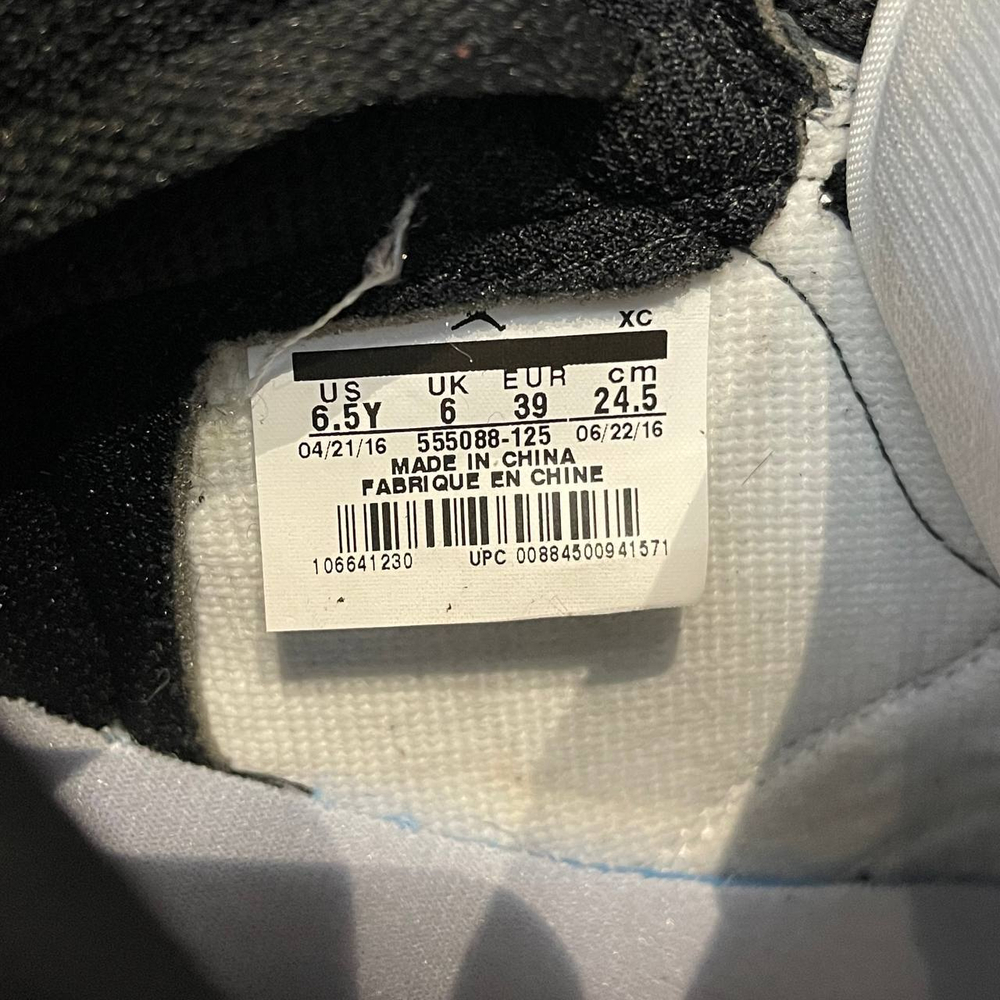 XC
US UK EUR cm
6.5Y 6 39 24.5
04/21/16 555088-125 06/22/16
MADE IN CHINA
FABRIQUE EN CHINE
106641230 UPC 00884500941571